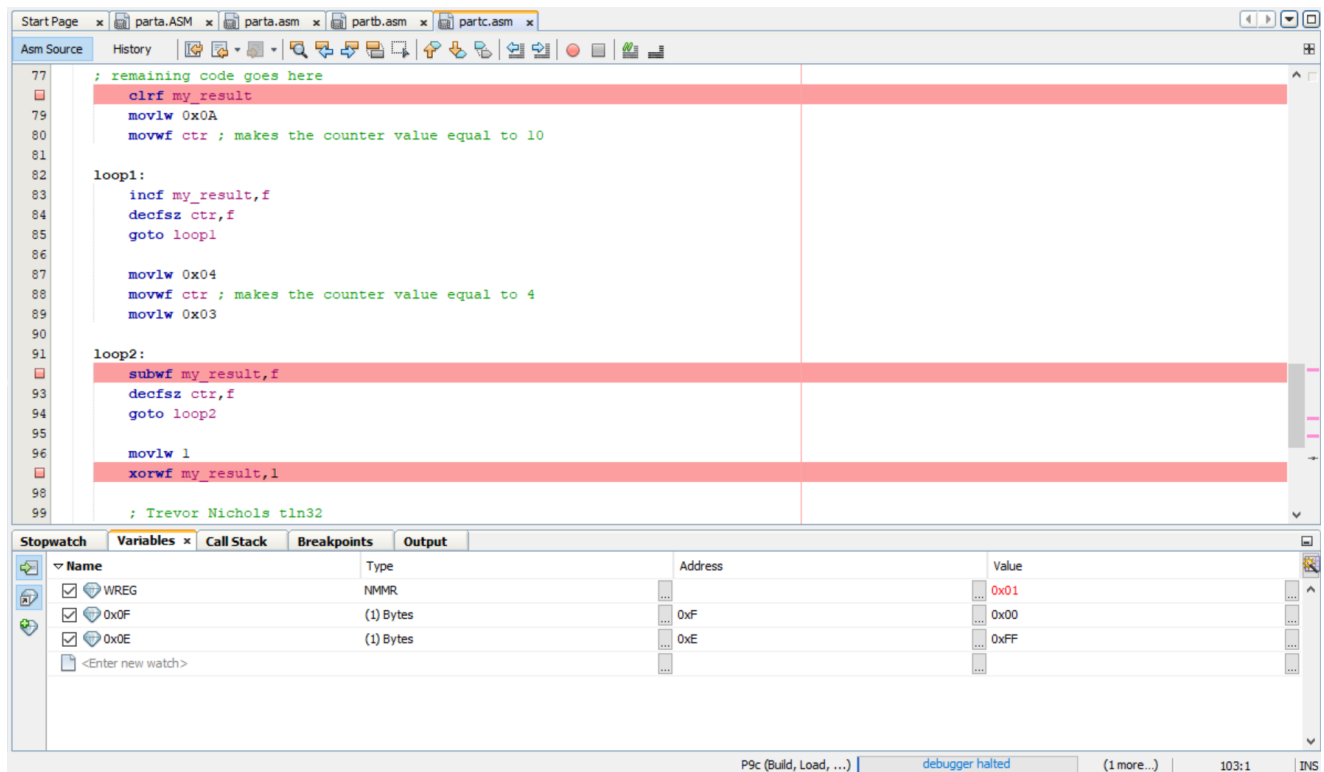 Start Page x parta.ASM x parta.asm x partb.asm x partc.asm x
Asm Source History
77 ; remaining code goes here
clrf my_result
79 movlw 0x0A
80 movwf ctr ; makes the counter value equal to 10
81
82 loop1:
83 incf my_result,f
84 decfsz ctr,f
85 goto loop1
86
87 movlw 0x04
88 movwf ctr ; makes the counter value equal to 4
89 movlw 0x03
90
91 loop2:
subwf my_result,f
93 decfsz ctr,f
94 goto loop2
95
96 movlw 1
xorwf my_result,1
98
99 ; Trevor Nichols tln32
Stopwatch Variables x Call Stack Breakpoints Output
Name Type Address Value
WREG NMMR ... ... 0x01 ...
0x0F (1) Bytes ... 0xF ... 0x00 ...
0x0E (1) Bytes ... 0xE ... 0xFF ...
<Enter new watch> ... ... ...
P9c (Build, Load, ...) debugger halted (1 more...) 103:1 INS